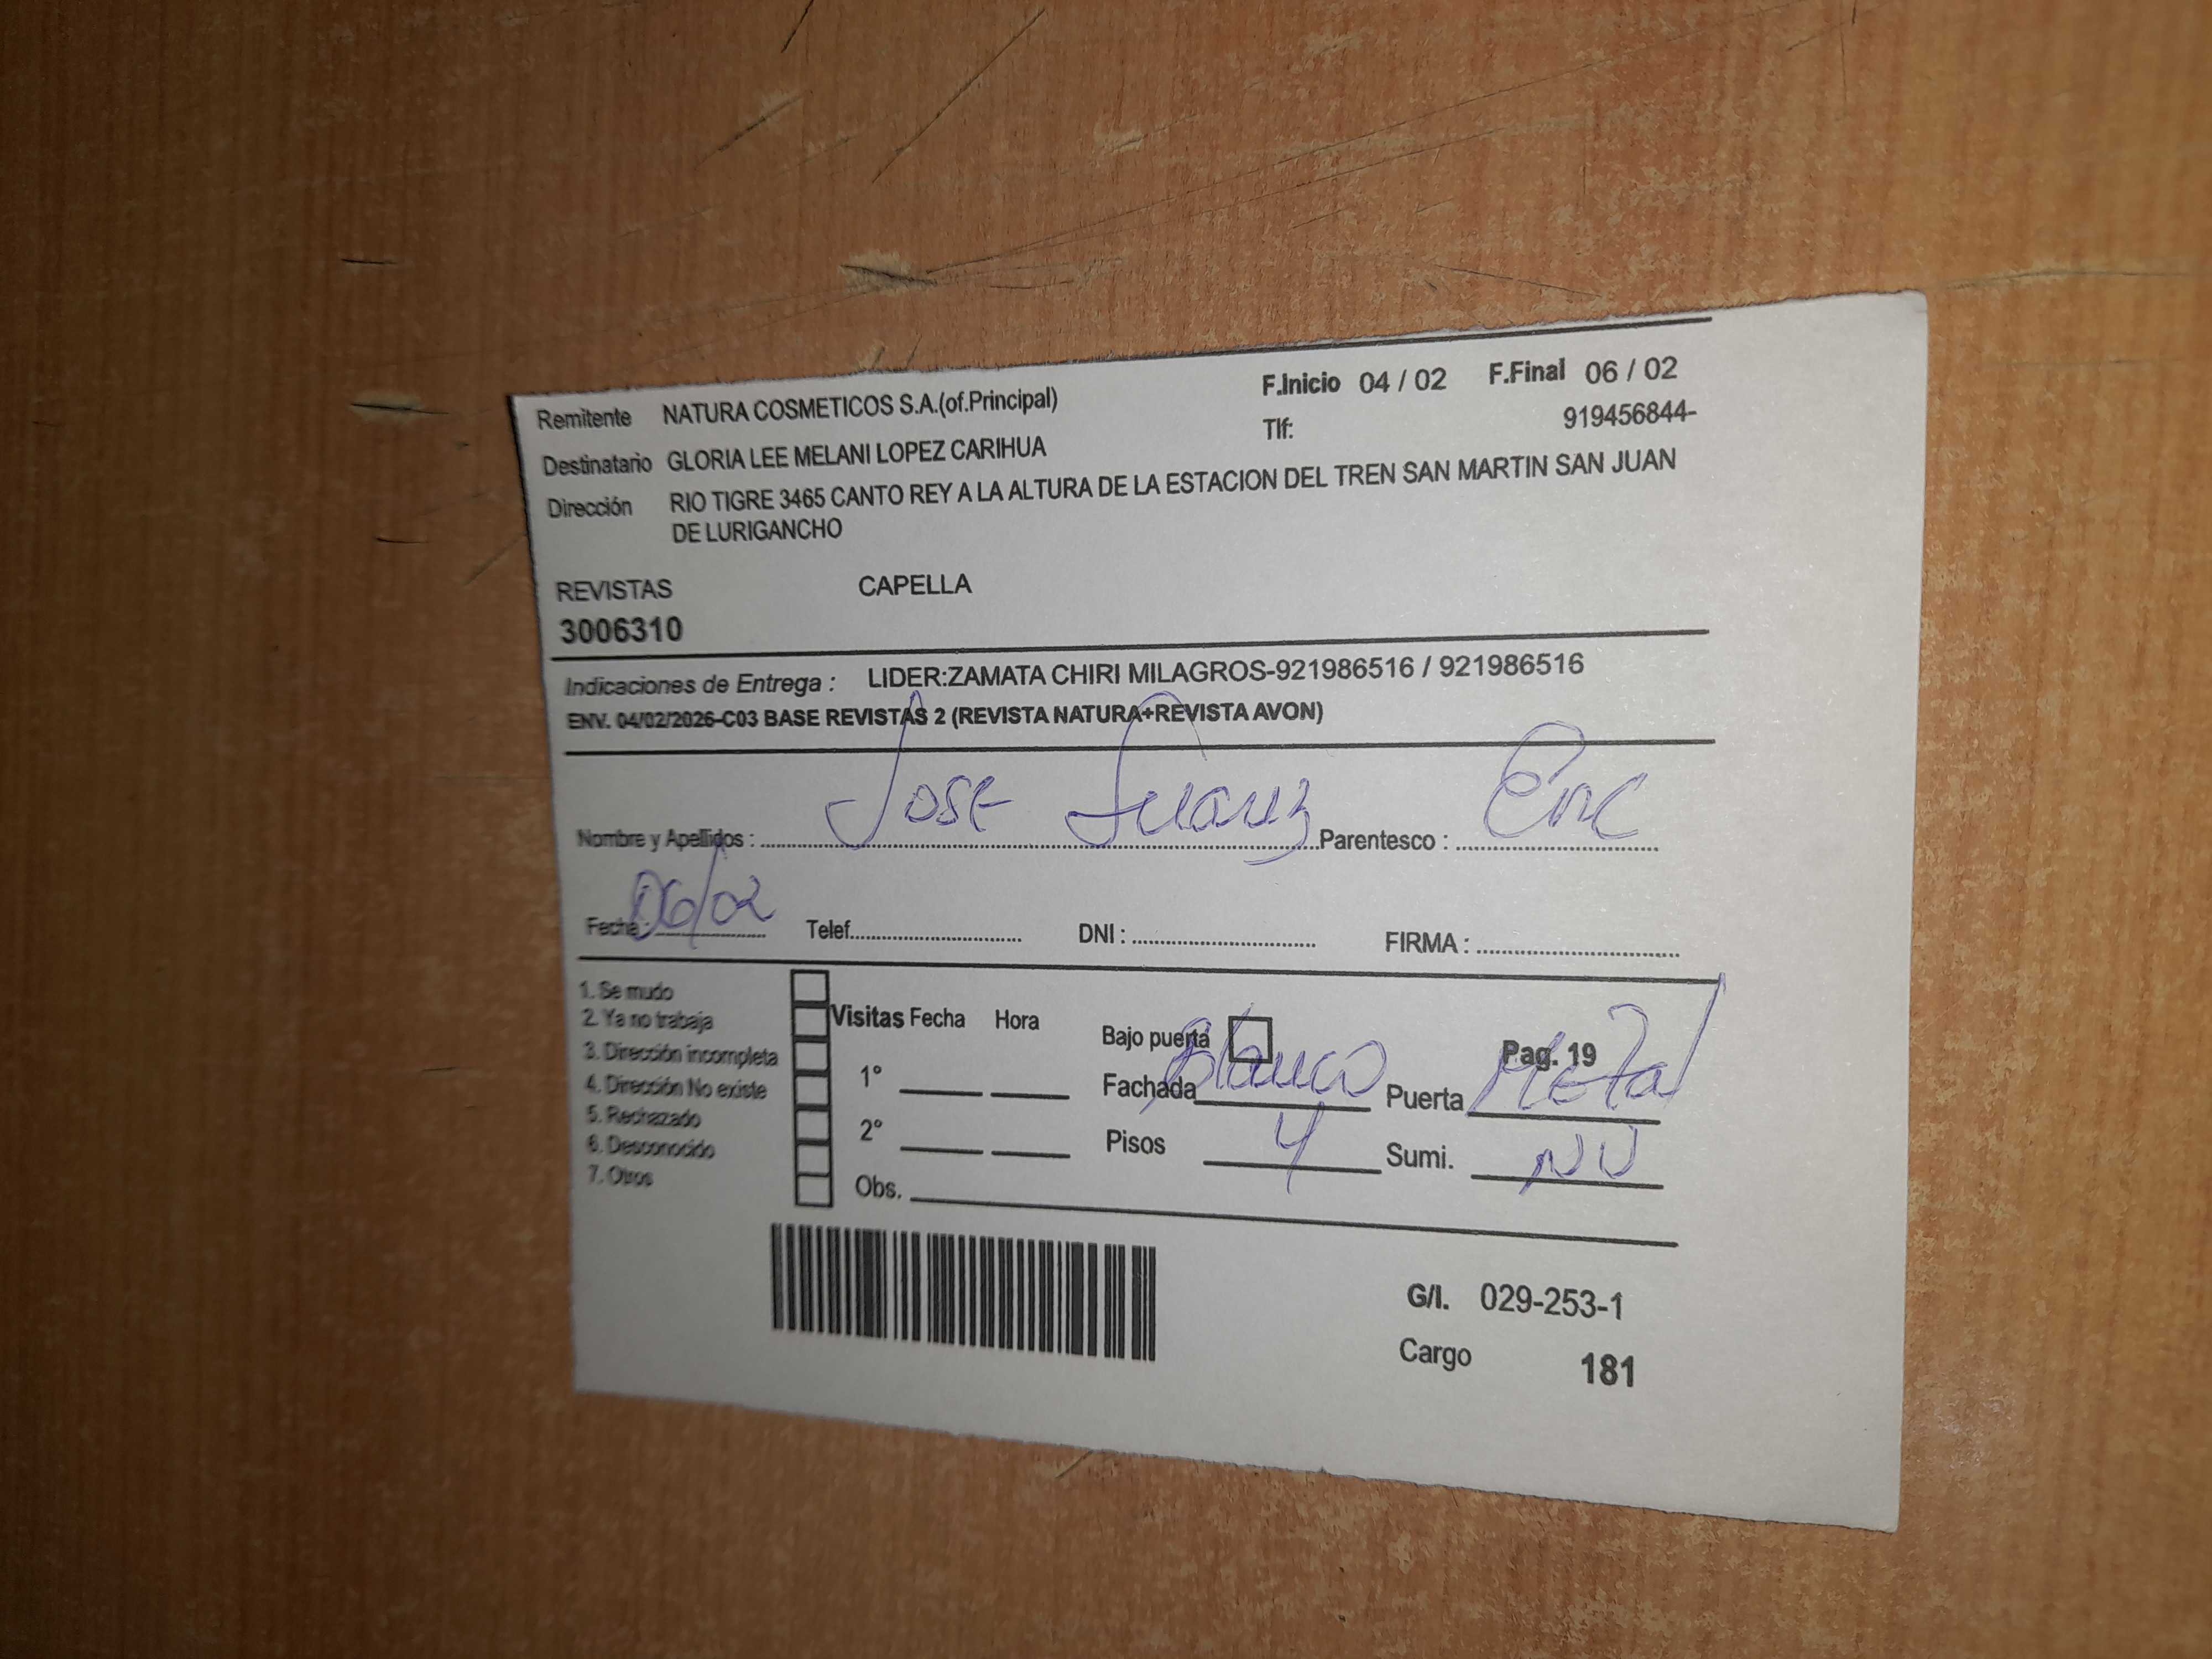 Remitente NATURA COSMETICOS S.A.(of.Principal) F.Inicio 04 / 02 F.Final 06 / 02
Destinatario GLORIA LEE MELANI LOPEZ CARIHUA Tlf: 919456844-
Dirección RIO TIGRE 3465 CANTO REY A LA ALTURA DE LA ESTACION DEL TREN SAN MARTIN SAN JUAN
DE LURIGANCHO
REVISTAS CAPELLA
3006310
Indicaciones de Entrega : LIDER:ZAMATA CHIRI MILAGROS-921986516 / 921986516
ENV. 04/02/2026-C03 BASE REVISTAS 2 (REVISTA NATURA+REVISTA AVON)
Nombre y Apellidos : Jose Suarez Parentesco : Enc
Fecha : 06/02 Telef. DNI : FIRMA :
1. Se mudo
2. Ya no trabaja
3. Dirección incompleta
4. Dirección No existe
5. Rechazado
6. Desconocido
7. Otros
Visitas Fecha Hora
1°
2°
Obs.
Bajo puerta Pag. 19
Fachada Blanco Puerta Metal
Pisos 4 Sumi.
G/I. 029-253-1
Cargo 181